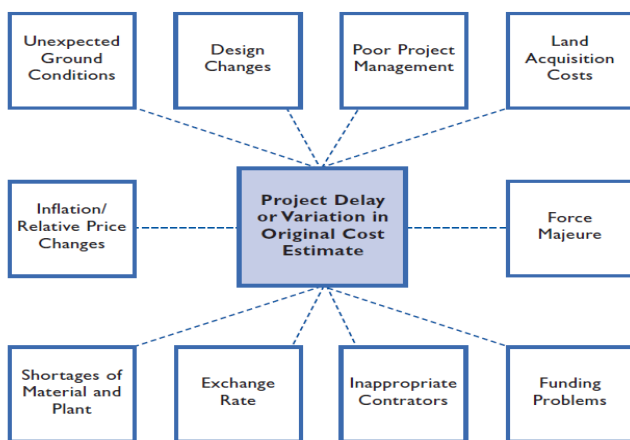 Unexpected
Ground
Conditions
Design
Changes
Poor Project
Management
Land
Acquisition
Costs
Inflation/
Relative Price
Changes
Project Delay
or Variation in
Original Cost
Estimate
Force
Majeure
Shortages of
Material and
Plant
Exchange
Rate
Inappropriate
Contrators
Funding
Problems